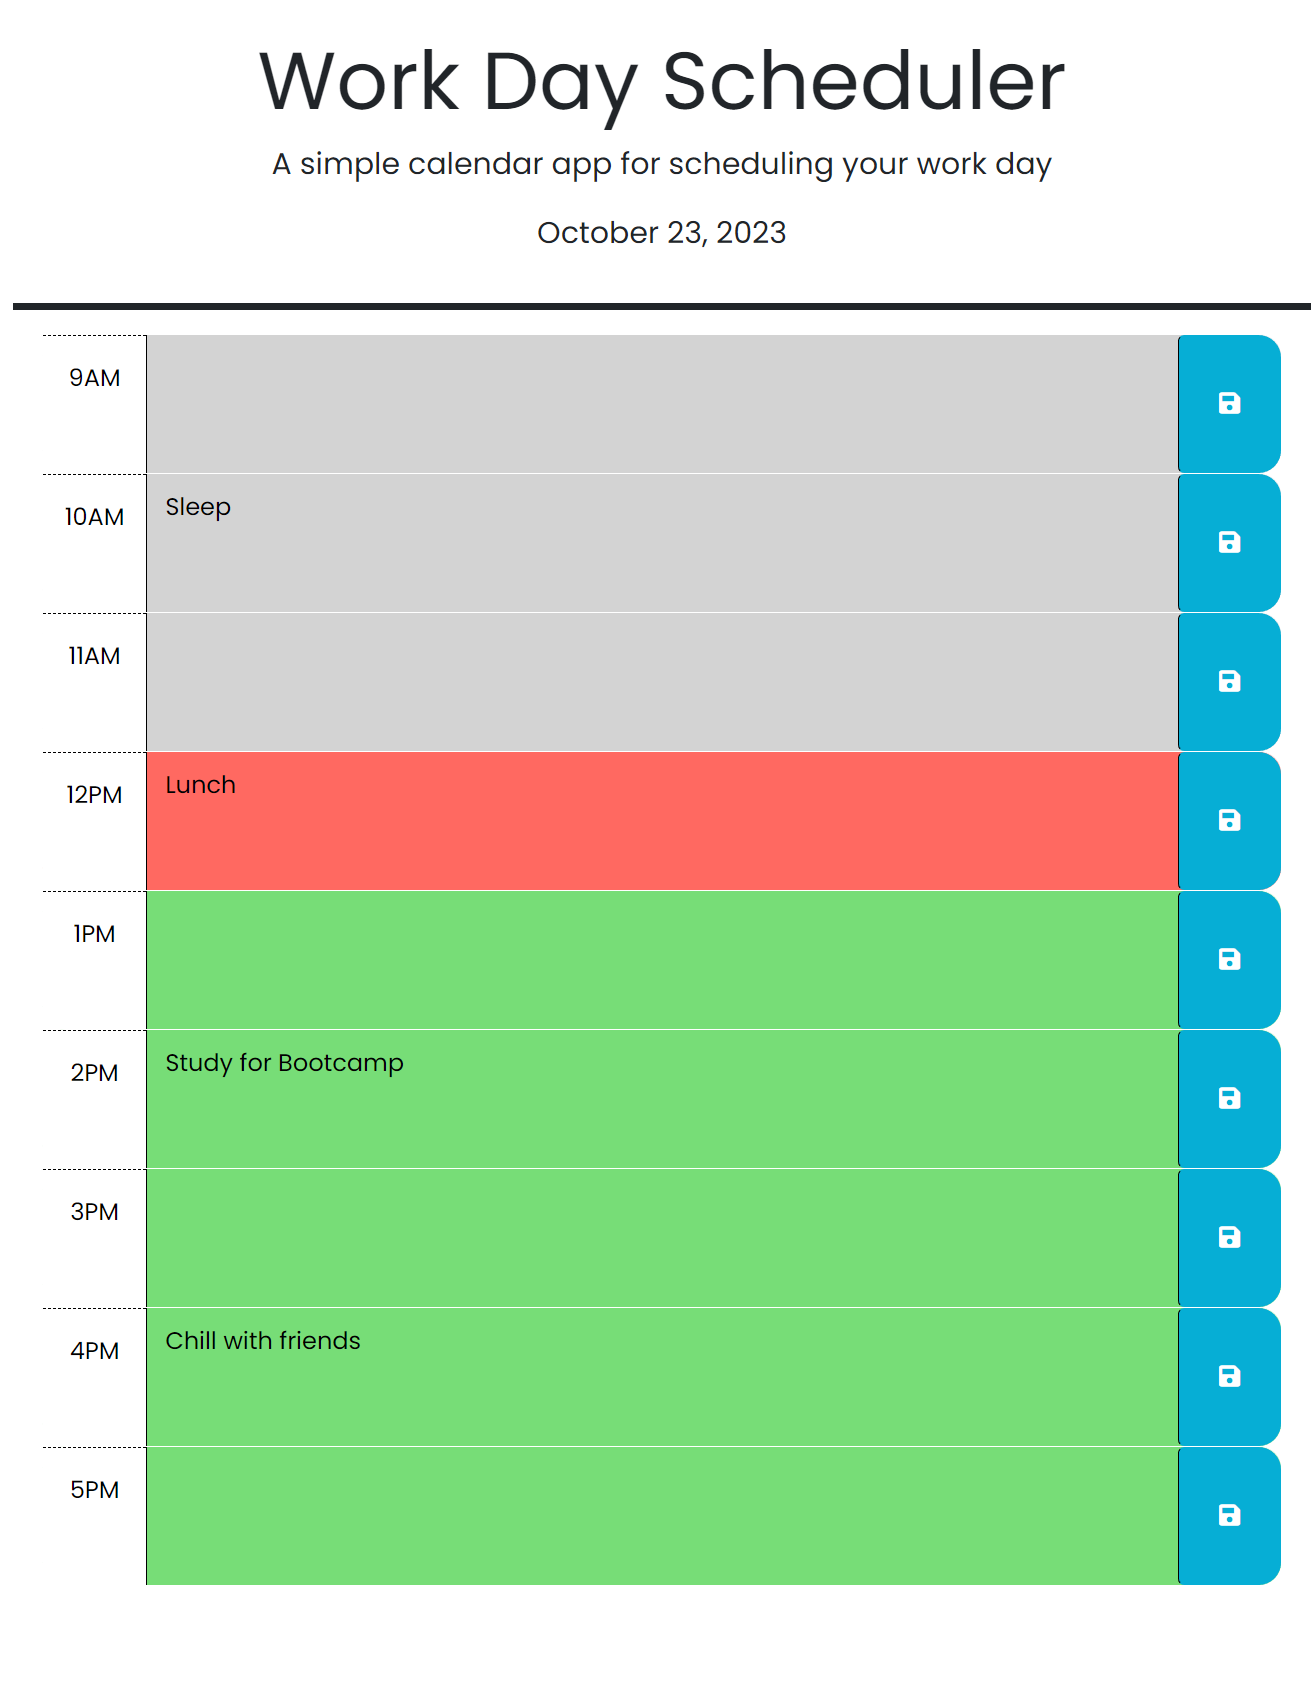 Work Day Scheduler
A simple calendar app for scheduling your work day
October 23, 2023
9AM
10AM
Sleep
11AM
12PM
Lunch
1PM
2PM
Study for Bootcamp
3PM
4PM
Chill with friends
5PM